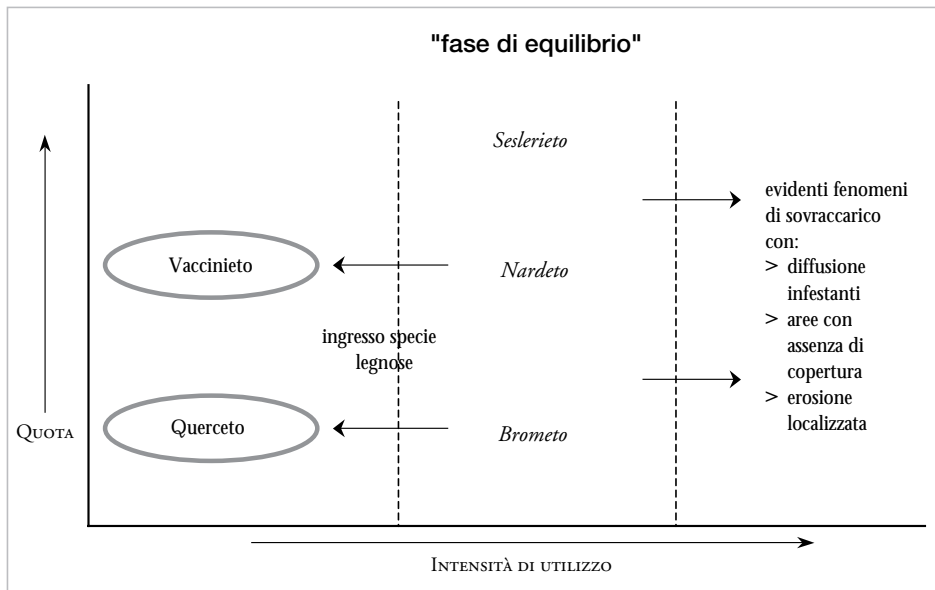 "fase di equilibrio"
Seslerieto
evidenti fenomeni
di sovraccarico
con:
> diffusione
infestanti
> aree con
assenza di
copertura
> erosione
localizzata
Vaccinieto
Nardeto
ingresso specie
legnose
Querceto
Brometo
QUOTA
INTENSITÀ DI UTILIZZO